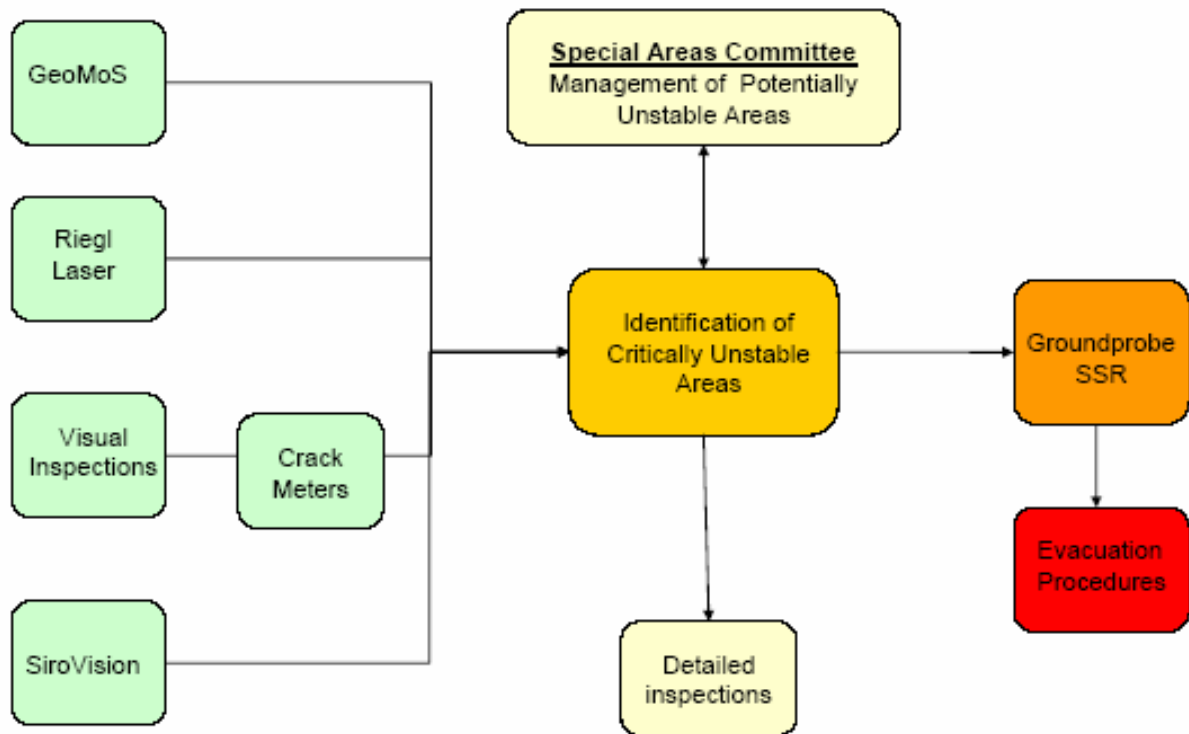 GeoMoS
Special Areas Committee
Management of Potentially
Unstable Areas
Riegl
Laser
Identification of
Critically Unstable
Areas
Groundprobe
SSR
Visual
Inspections
Crack
Meters
Evacuation
Procedures
SiroVision
Detailed
inspections